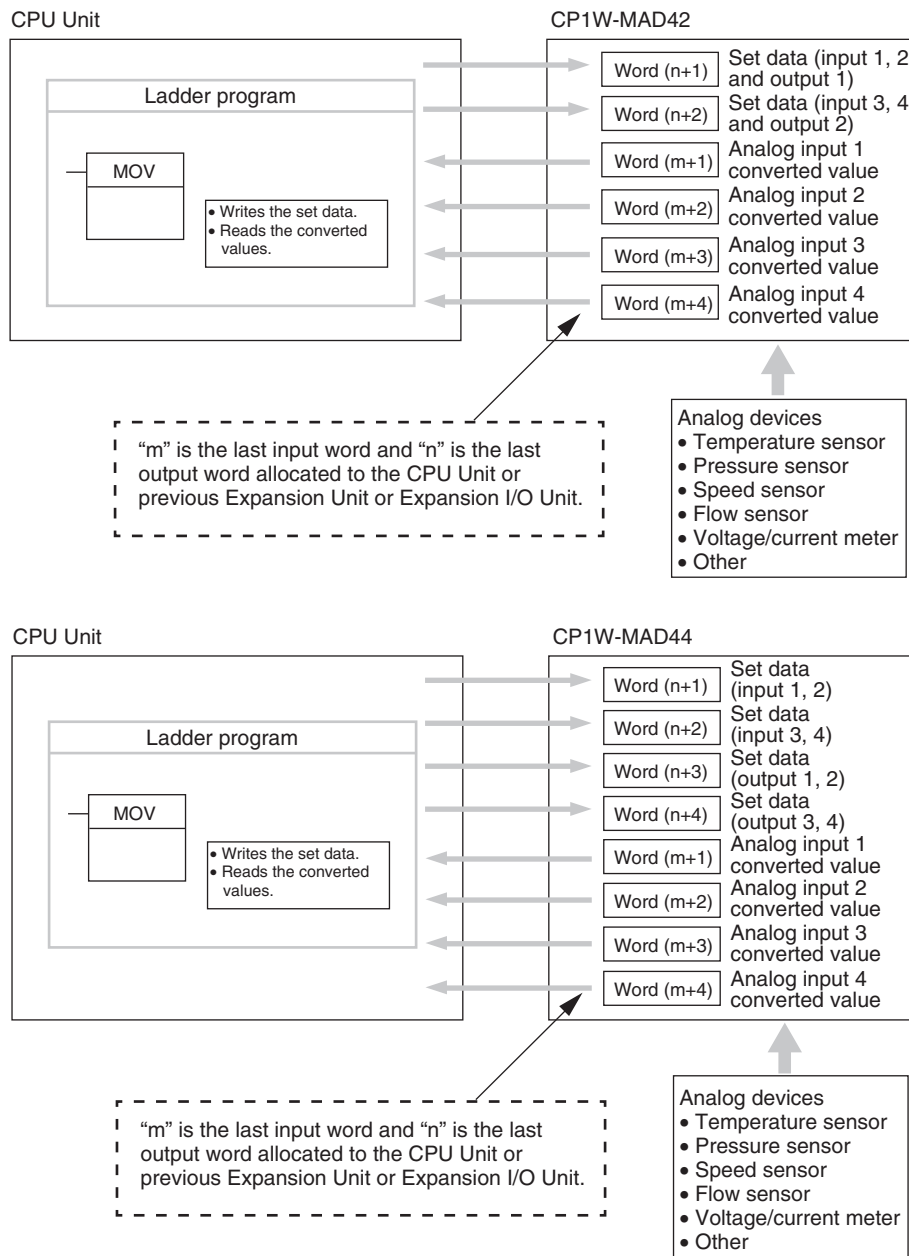 CPU Unit
CP1W-MAD42
Ladder program
MOV
• Writes the set data.
• Reads the converted
values.
Word (n+1)
Set data (input 1, 2
and output 1)
Word (n+2)
Set data (input 3, 4
and output 2)
Word (m+1)
Analog input 1
converted value
Word (m+2)
Analog input 2
converted value
Word (m+3)
Analog input 3
converted value
Word (m+4)
Analog input 4
converted value
“m” is the last input word and “n” is the last
output word allocated to the CPU Unit or
previous Expansion Unit or Expansion I/O Unit.
Analog devices
• Temperature sensor
• Pressure sensor
• Speed sensor
• Flow sensor
• Voltage/current meter
• Other
CPU Unit
CP1W-MAD44
Ladder program
MOV
• Writes the set data.
• Reads the converted
values.
Word (n+1)
Set data
(input 1, 2)
Word (n+2)
Set data
(input 3, 4)
Word (n+3)
Set data
(output 1, 2)
Word (n+4)
Set data
(output 3, 4)
Word (m+1)
Analog input 1
converted value
Word (m+2)
Analog input 2
converted value
Word (m+3)
Analog input 3
converted value
Word (m+4)
Analog input 4
converted value
“m” is the last input word and “n” is the last
output word allocated to the CPU Unit or
previous Expansion Unit or Expansion I/O Unit.
Analog devices
• Temperature sensor
• Pressure sensor
• Speed sensor
• Flow sensor
• Voltage/current meter
• Other